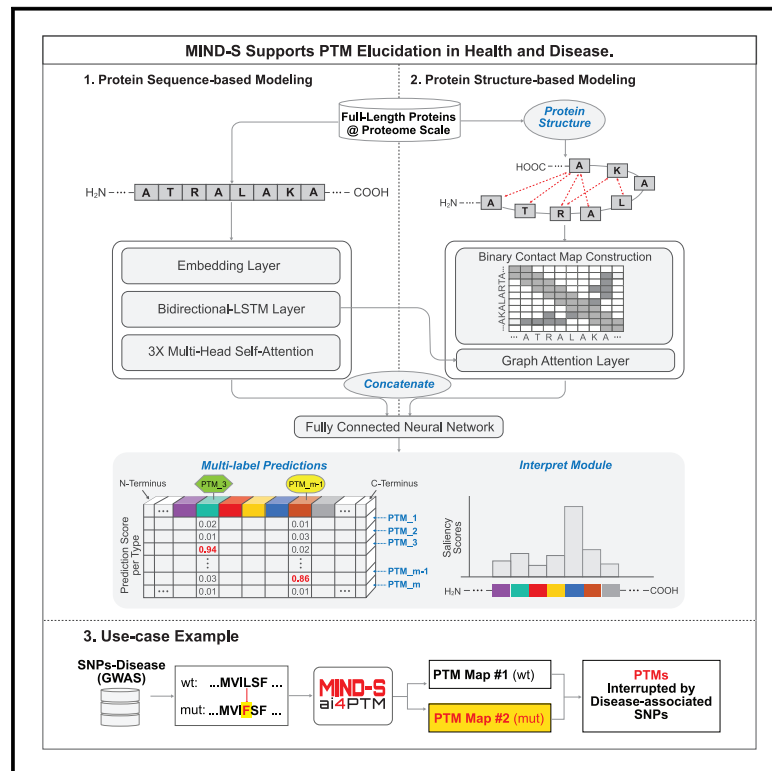 MIND-S Supports PTM Elucidation in Health and Disease.
1. Protein Sequence-based Modeling
2. Protein Structure-based Modeling
Full-Length Proteins
@ Proteome Scale
Protein
Structure
H₂N --- A T R A L A K A --- COOH
HOOC --- A K
A
H₂N --- A T R A L
Embedding Layer
Bidirectional-LSTM Layer
3X Multi-Head Self-Attention
Binary Contact Map Construction
...AKALARTA...
... A T R A L A K A ...
Graph Attention Layer
Concatenate
Fully Connected Neural Network
Multi-label Predictions
N-Terminus
PTM_3
PTM_m-1
C-Terminus
... ...
Prediction Score
per Type
0.02 0.01 PTM_1
0.01 0.03 PTM_2
0.94 0.02 PTM_3
⋮ ⋮
0.03 0.86 PTM_m-1
... 0.01 0.01 ... PTM_m
Interpret Module
Saliency
Scores
H₂N --- --- COOH
3. Use-case Example
SNPs-Disease
(GWAS)
wt: ...MVILSF ...
mut: ...MVIFSF ...
MIND-S
ai4PTM
PTM Map #1 (wt)
PTM Map #2 (mut)
PTMs
Interrupted by
Disease-associated
SNPs